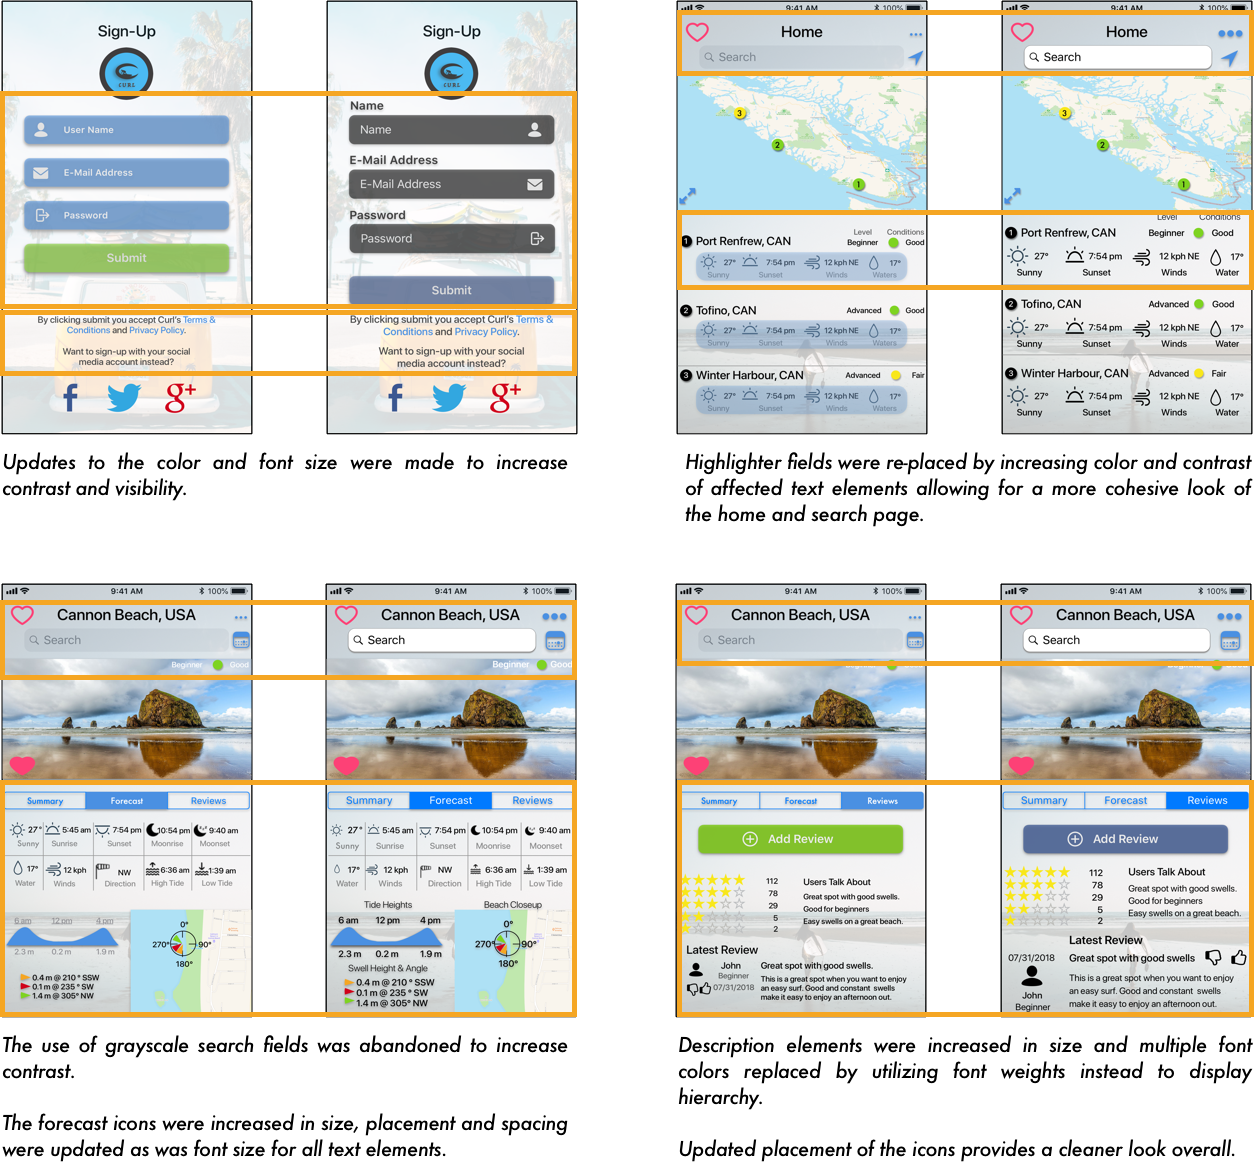 Sign-Up
CURL
User Name
E-Mail Address
Password
Submit
By clicking submit you accept Curl's Terms &
Conditions and Privacy Policy.
Want to sign-up with your social
media account instead?
f
g+
Sign-Up
CURL
Name
Name
E-Mail Address
E-Mail Address
Password
Password
Submit
By clicking submit you accept Curl's Terms &
Conditions and Privacy Policy.
Want to sign-up with your social
media account instead?
f
g+
Updates to the color and font size were made to increase
contrast and visibility.
9:41 AM 100%
Home
Search
3
2
1
Level Conditions
1 Port Renfrew, CAN Beginner Good
27° 7:54 pm 12 kph NE 17°
Sunny Sunset Winds Waters
2 Tofino, CAN Advanced Good
27° 7:54 pm 12 kph NE 17°
Sunny Sunset Winds Waters
3 Winter Harbour, CAN Advanced Fair
27° 7:54 pm 12 kph NE 17°
Sunny Sunset Winds Waters
9:41 AM 100%
Home
Search
3
2
1
Level Conditions
1 Port Renfrew, CAN Beginner Good
27° 7:54 pm 12 kph NE 17°
Sunny Sunset Winds Water
2 Tofino, CAN Advanced Good
27° 7:54 pm 12 kph NE 17°
Sunny Sunset Winds Water
3 Winter Harbour, CAN Advanced Fair
27° 7:54 pm 12 kph NE 17°
Sunny Sunset Winds Water
Highlighter fields were re-placed by increasing color and contrast
of affected text elements allowing for a more cohesive look of
the home and search page.
9:41 AM 100%
Cannon Beach, USA
Search
Beginner Good
Summary Forecast Reviews
27° 5:45 am 7:54 pm 10:54 pm 9:40 am
Sunny Sunrise Sunset Moonrise Moonset
17° 12 kph NW 6:36 am 1:39 am
Water Winds Direction High Tide Low Tide
6 am 12 pm 4 pm
2.3 m 0.2 m 1.9 m
0.4 m @ 210 ° SSW
0.1 m @ 235 ° SW
1.4 m @ 305° NW
0°
270° 90°
180°
9:41 AM 100%
Cannon Beach, USA
Search
Beginner Good
Summary Forecast Reviews
27° 5:45 am 7:54 pm 10:54 pm 9:40 am
Sunny Sunrise Sunset Moonrise Moonset
17° 12 kph NW 6:36 am 1:39 am
Water Winds Direction High Tide Low Tide
Tide Heights Beach Closeup
6 am 12 pm 4 pm
2.3 m 0.2 m 1.9 m
Swell Height & Angle
0.4 m @ 210 ° SSW
0.1 m @ 235 ° SW
1.4 m @ 305° NW
0°
270° 90°
180°
The use of grayscale search fields was abandoned to increase
contrast.
The forecast icons were increased in size, placement and spacing
were updated as was font size for all text elements.
9:41 AM 100%
Cannon Beach, USA
Search
Summary Forecast Reviews
Add Review
112 Users Talk About
78 Great spot with good swells.
29 Good for beginners
5 Easy swells on a great beach.
2
Latest Review
John Great spot with good swells.
Beginner This is a great spot when you want to enjoy
07/31/2018 an easy surf. Good and constant swells
make it easy to enjoy an afternoon out.
9:41 AM 100%
Cannon Beach, USA
Search
Summary Forecast Reviews
Add Review
112 Users Talk About
78 Great spot with good swells.
29 Good for beginners
5 Easy swells on a great beach.
2
Latest Review
07/31/2018 Great spot with good swells
This is a great spot when you want to enjoy
John an easy surf. Good and constant swells
Beginner make it easy to enjoy an afternoon out.
Description elements were increased in size and multiple font
colors replaced by utilizing font weights instead to display
hierarchy.
Updated placement of the icons provides a cleaner look overall.